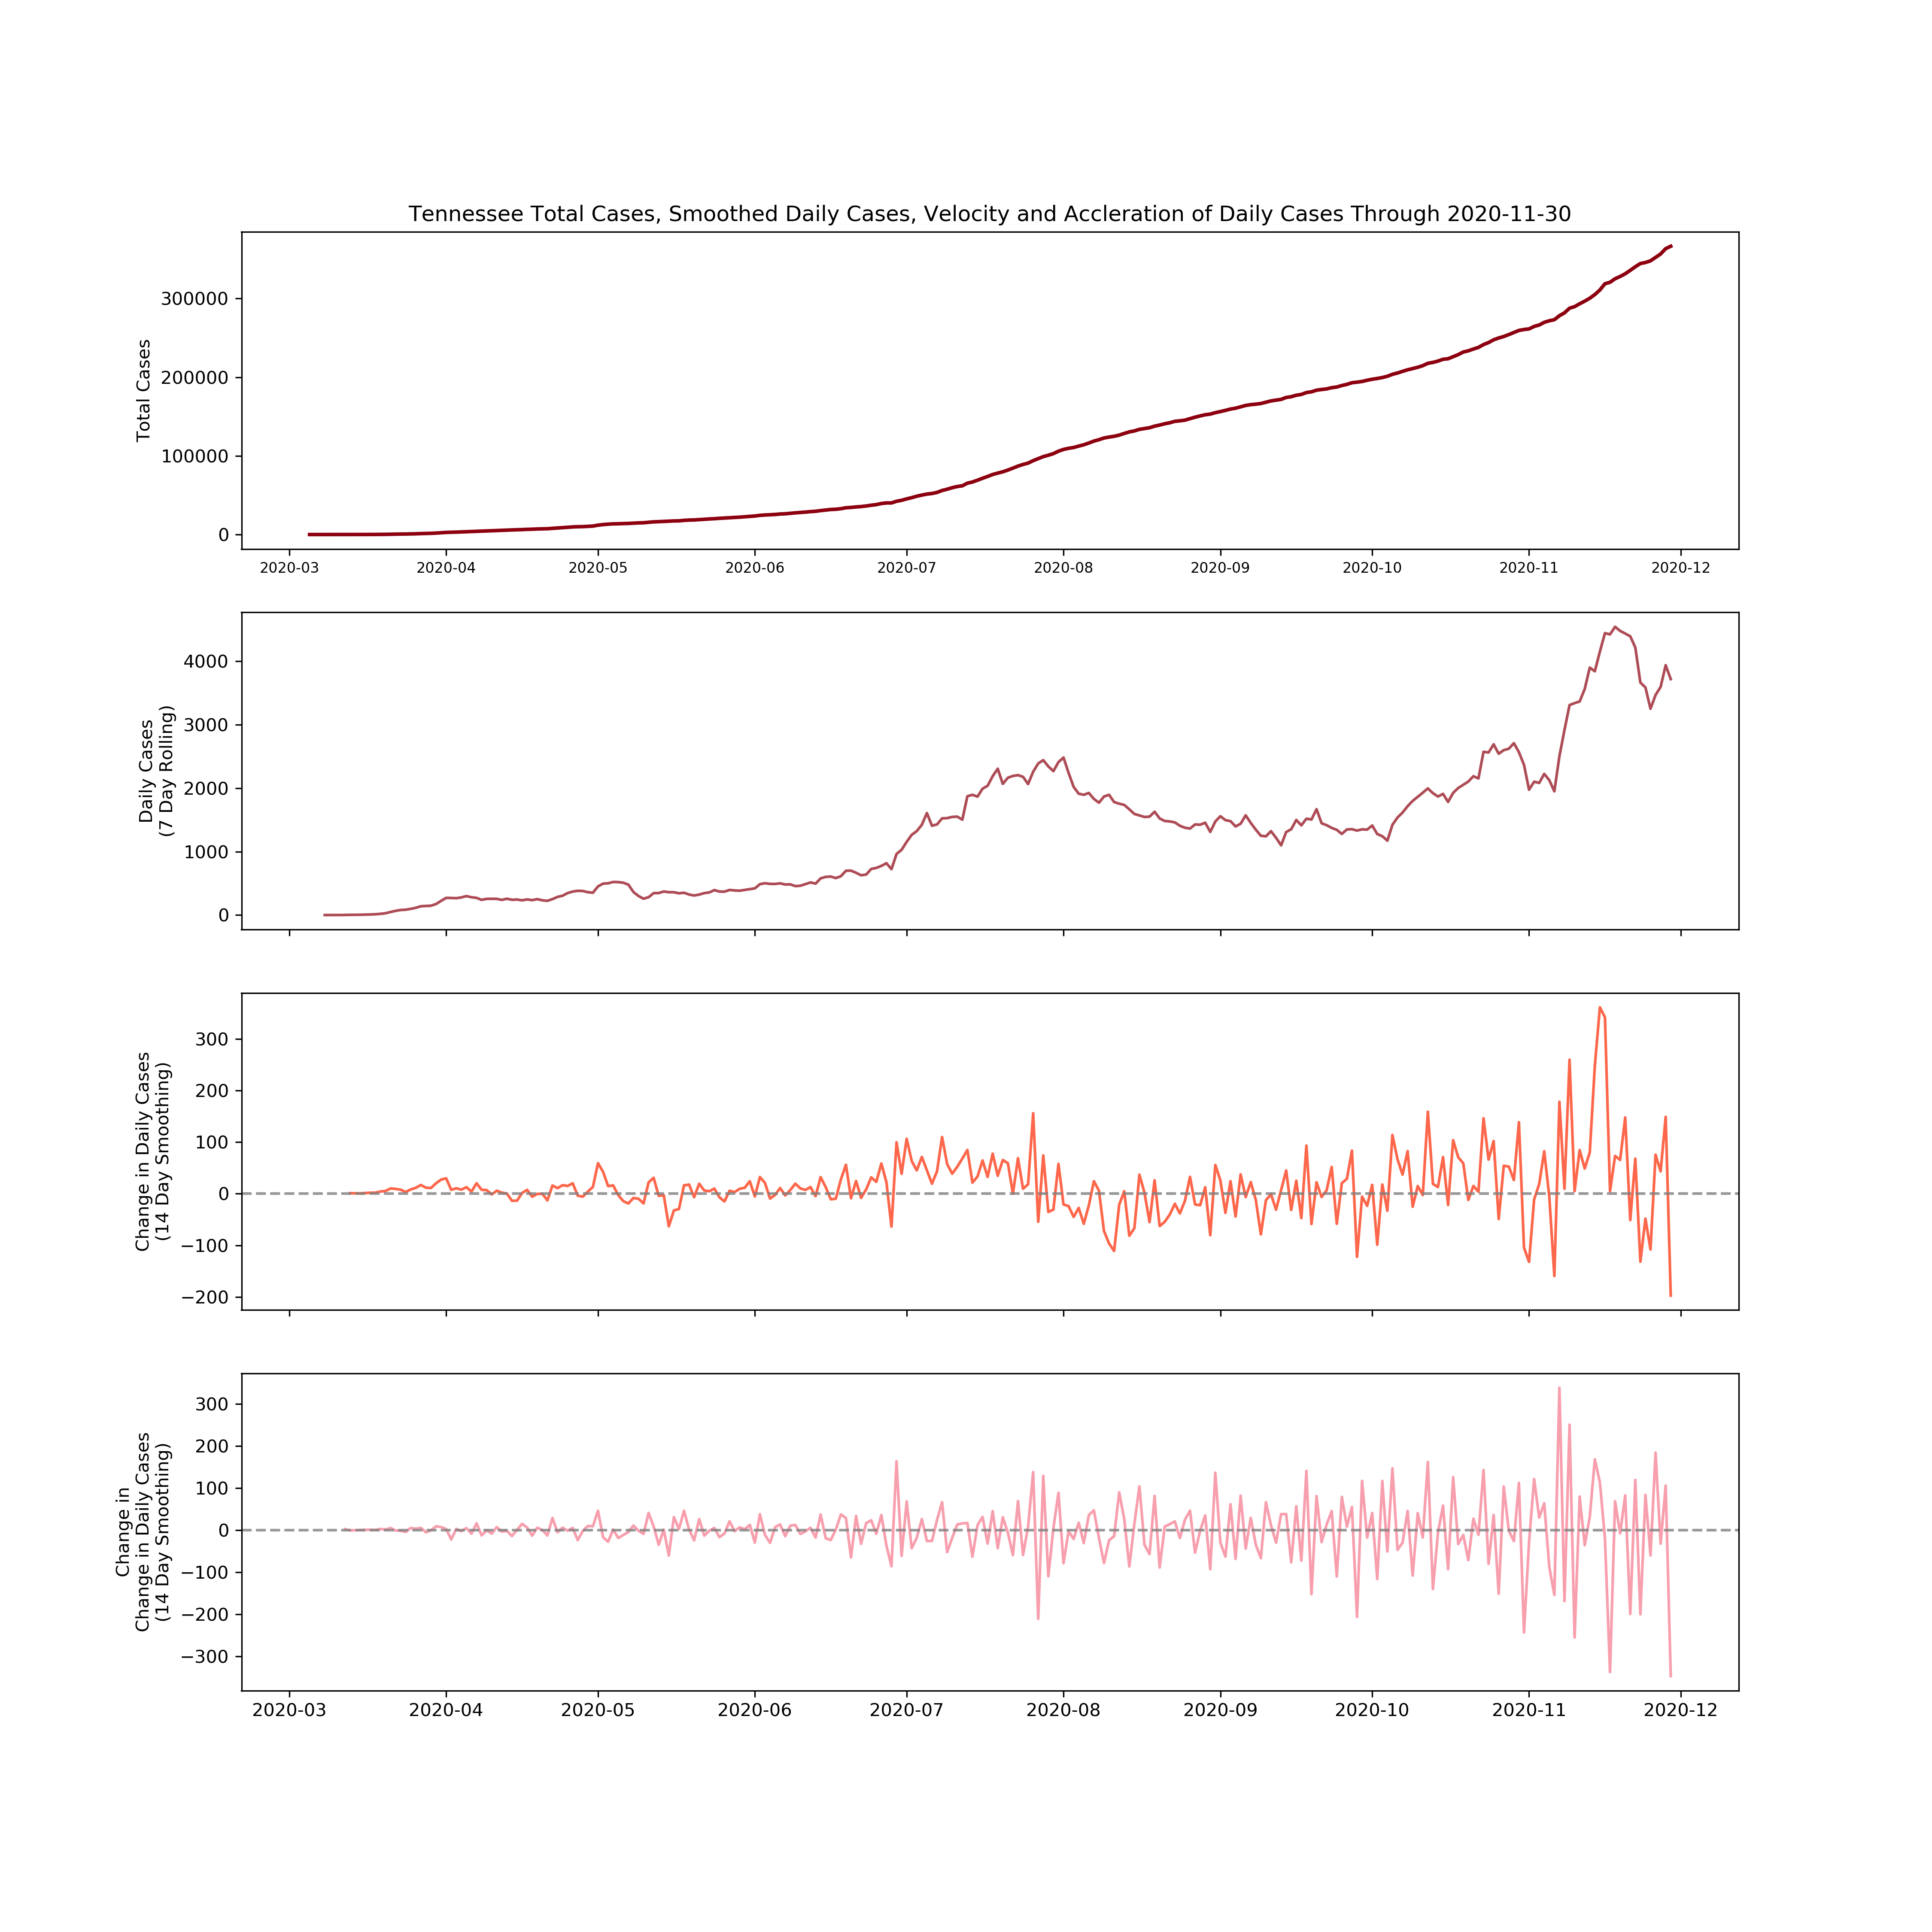 Tennessee Total Cases, Smoothed Daily Cases, Velocity and Accleration of Daily Cases Through 2020-11-30
Total Cases
300000
200000
100000
0
2020-03 2020-04 2020-05 2020-06 2020-07 2020-08 2020-09 2020-10 2020-11 2020-12
Daily Cases
(7 Day Rolling)
4000
3000
2000
1000
0
Change in Daily Cases
(14 Day Smoothing)
300
200
100
0
−100
−200
Change in
Change in Daily Cases
(14 Day Smoothing)
300
200
100
0
−100
−200
−300
2020-03 2020-04 2020-05 2020-06 2020-07 2020-08 2020-09 2020-10 2020-11 2020-12